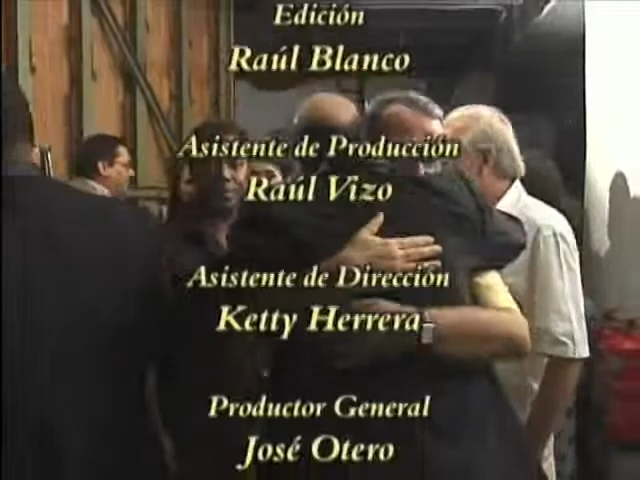 Edición
Raúl Blanco
Asistente de Producción
Raúl Vizo
Asistente de Dirección
Ketty Herrera
Productor General
José Otero